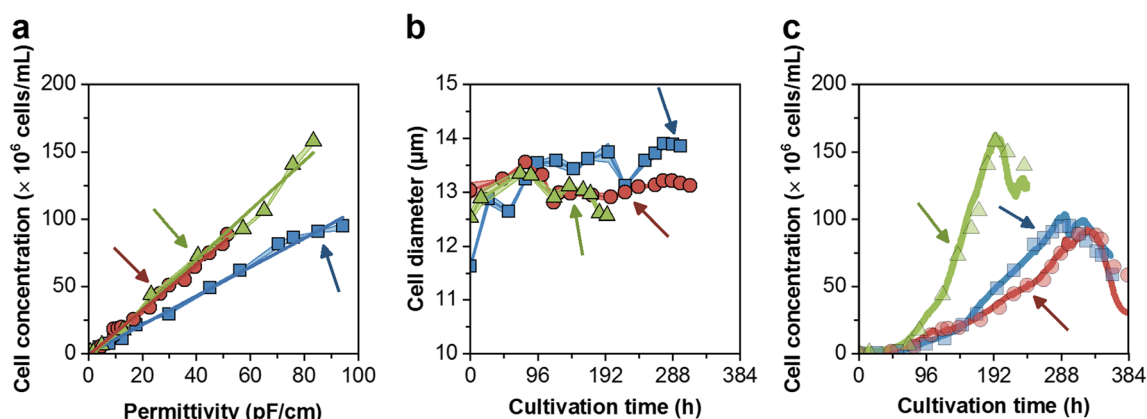 a
Cell concentration (× 10⁶ cells/mL)
200
150
100
50
0
0 20 40 60 80 100
Permittivity (pF/cm)
b
Cell diameter (µm)
15
14
13
12
11
10
0 96 192 288 384
Cultivation time (h)
c
Cell concentration (× 10⁶ cells/mL)
200
150
100
50
0
0 96 192 288 384
Cultivation time (h)